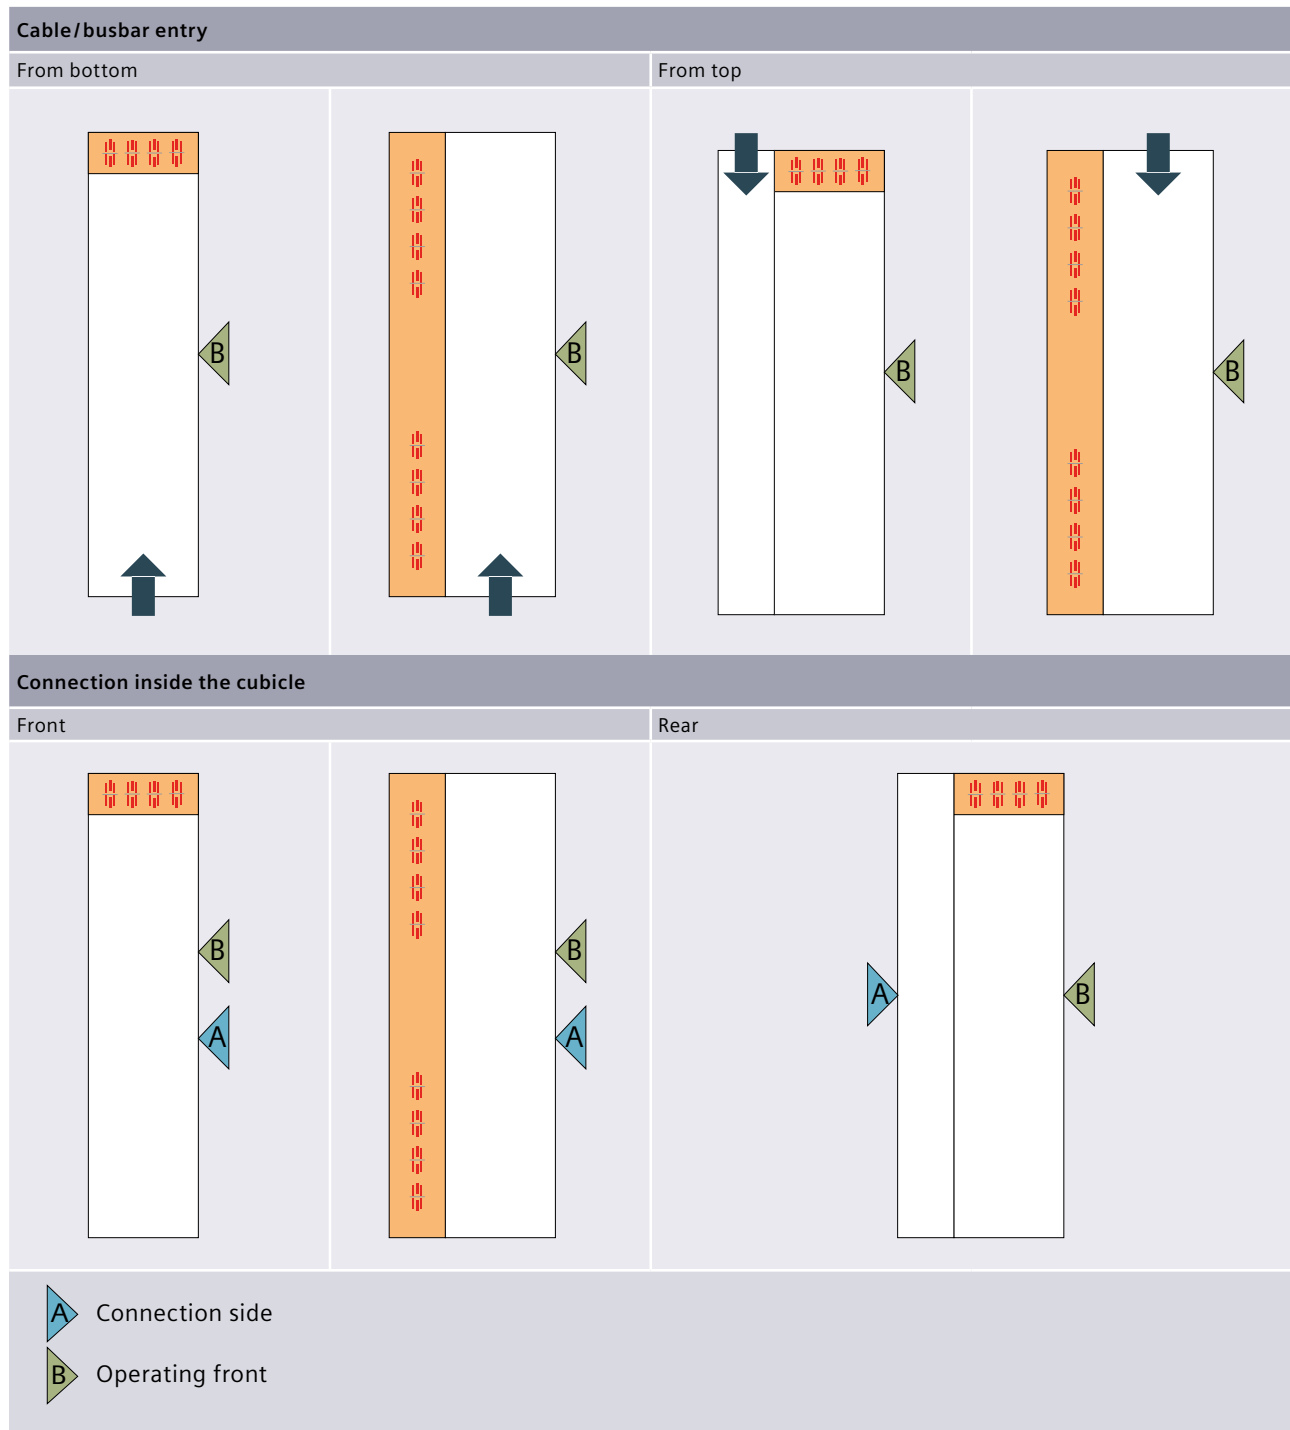 Cable/busbar entry
From bottom
From top
B
B
B
B
Connection inside the cubicle
Front
Rear
B
B
A
B
A
A
A Connection side
B Operating front